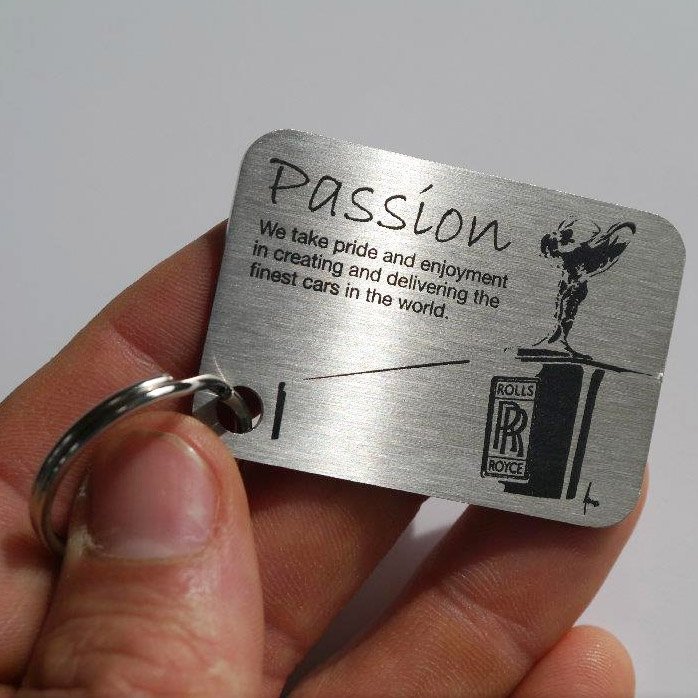 Passion
We take pride and enjoyment
in creating and delivering the
finest cars in the world.
ROLLS
RR
ROYCE